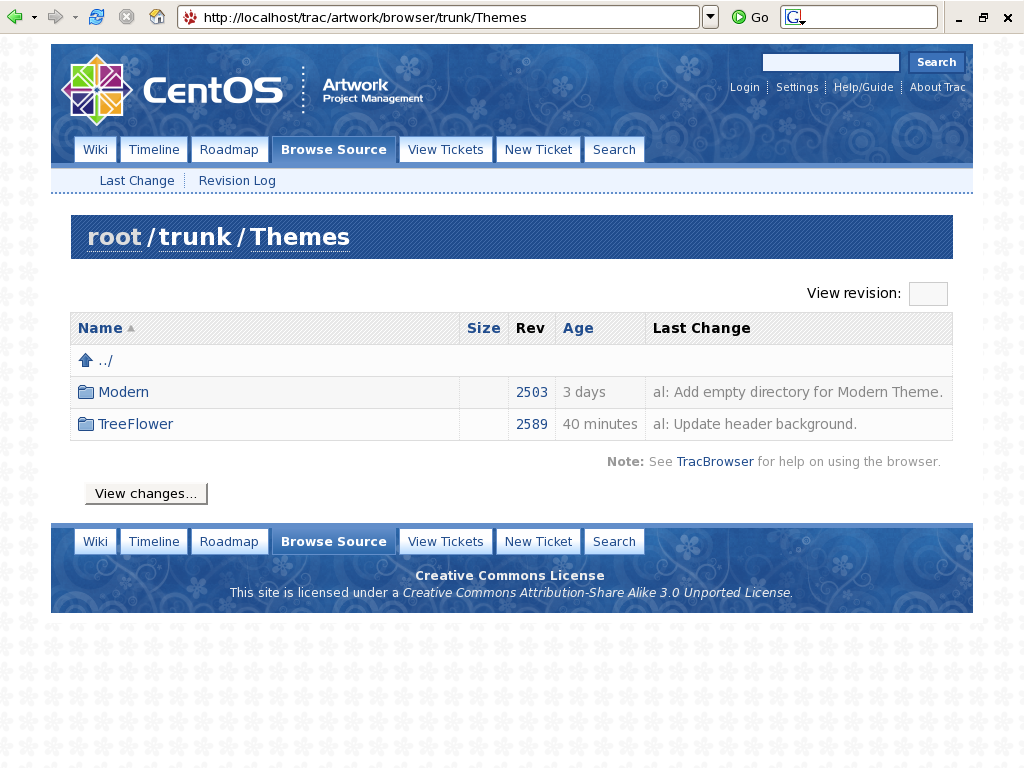 http://localhost/trac/artwork/browser/trunk/Themes Go G
CentOS Artwork Project Management
Search
Login Settings Help/Guide About Trac
Wiki Timeline Roadmap Browse Source View Tickets New Ticket Search
Last Change Revision Log
root / trunk / Themes
View revision:
Name Size Rev Age Last Change
../
Modern 2503 3 days al: Add empty directory for Modern Theme.
TreeFlower 2589 40 minutes al: Update header background.
Note: See TracBrowser for help on using the browser.
View changes...
Wiki Timeline Roadmap Browse Source View Tickets New Ticket Search
Creative Commons License
This site is licensed under a Creative Commons Attribution-Share Alike 3.0 Unported License.